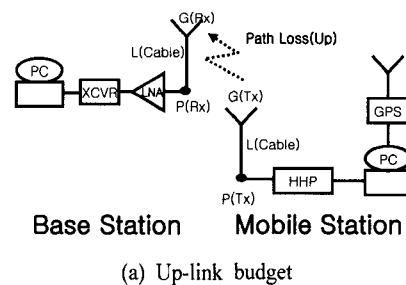 G(Rx)
Path Loss(Up)
L(Cable)
PC
XCVR
LNA
P(Rx)
G(Tx)
GPS
L(Cable)
PC
HHP
P(Tx)
Base Station
Mobile Station
(a) Up-link budget